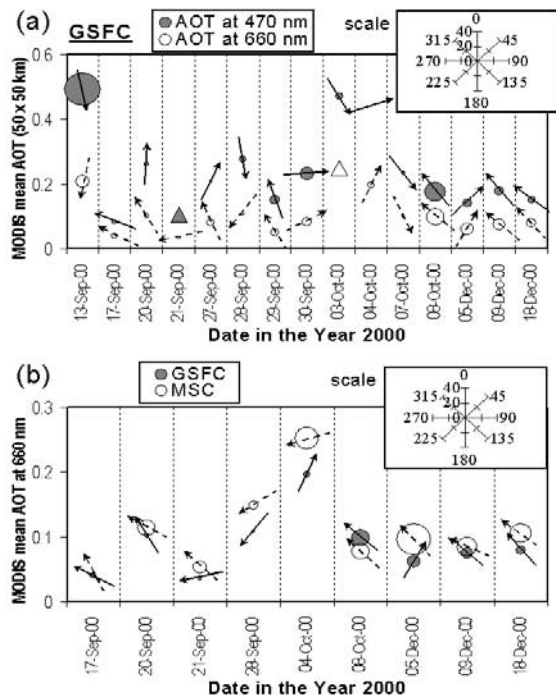 (a) GSFC
AOT at 470 nm
AOT at 660 nm
scale
0
315 40 45
20
270 0 90
225 135
180
MODIS mean AOT (50 x 50 km)
0.6
0.4
0.2
0
13-Sep-00 17-Sep-00 20-Sep-00 21-Sep-00 27-Sep-00 28-Sep-00 29-Sep-00 30-Sep-00 03-Oct-00 04-Oct-00 07-Oct-00 08-Oct-00 05-Dec-00 09-Dec-00 18-Dec-00
Date in the Year 2000
(b)
GSFC
MSC
scale
0
315 40 45
20
270 0 90
225 135
180
MODIS mean AOT at 660 nm
0.3
0.2
0.1
0
17-Sep-00 20-Sep-00 21-Sep-00 28-Sep-00 04-Oct-00 08-Oct-00 05-Dec-00 09-Dec-00 18-Dec-00
Date in the Year 2000